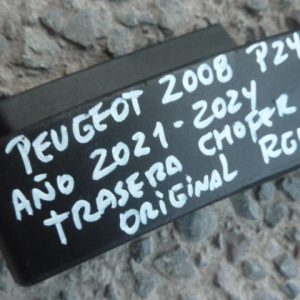 PEUGEOT 2008 P24
AÑO 2021-2024
TRASERA CHOFER
ORIGINAL